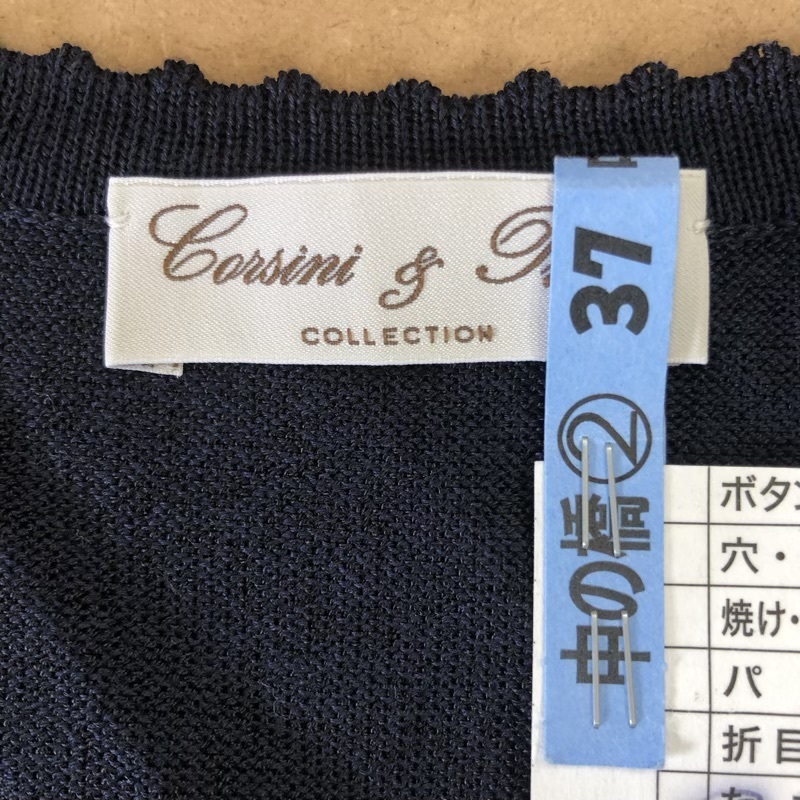 Corsini &
COLLECTION
中の橋② 37
ボタン
穴・
焼け・
パ
折目